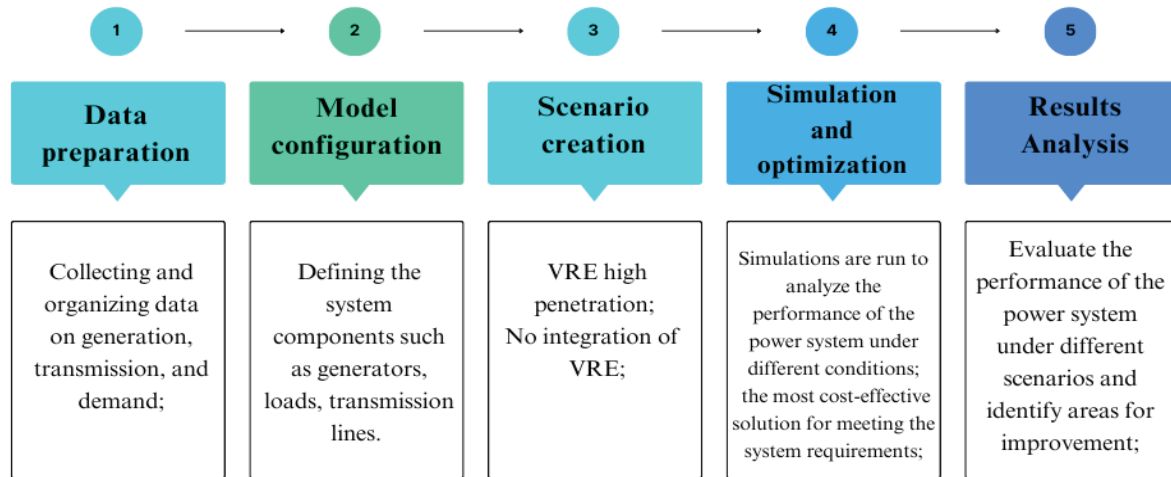 1
2
3
4
5
Data
preparation
Model
configuration
Scenario
creation
Simulation
and
optimization
Results
Analysis
Collecting and
organizing data
on generation,
transmission, and
demand;
Defining the
system
components such
as generators,
loads, transmission
lines.
VRE high
penetration;
No integration of
VRE;
Simulations are run to
analyze the
performance of the
power system under
different conditions;
the most cost-effective
solution for meeting the
system requirements;
Evaluate the
performance of the
power system
under different
scenarios and
identify areas for
improvement;